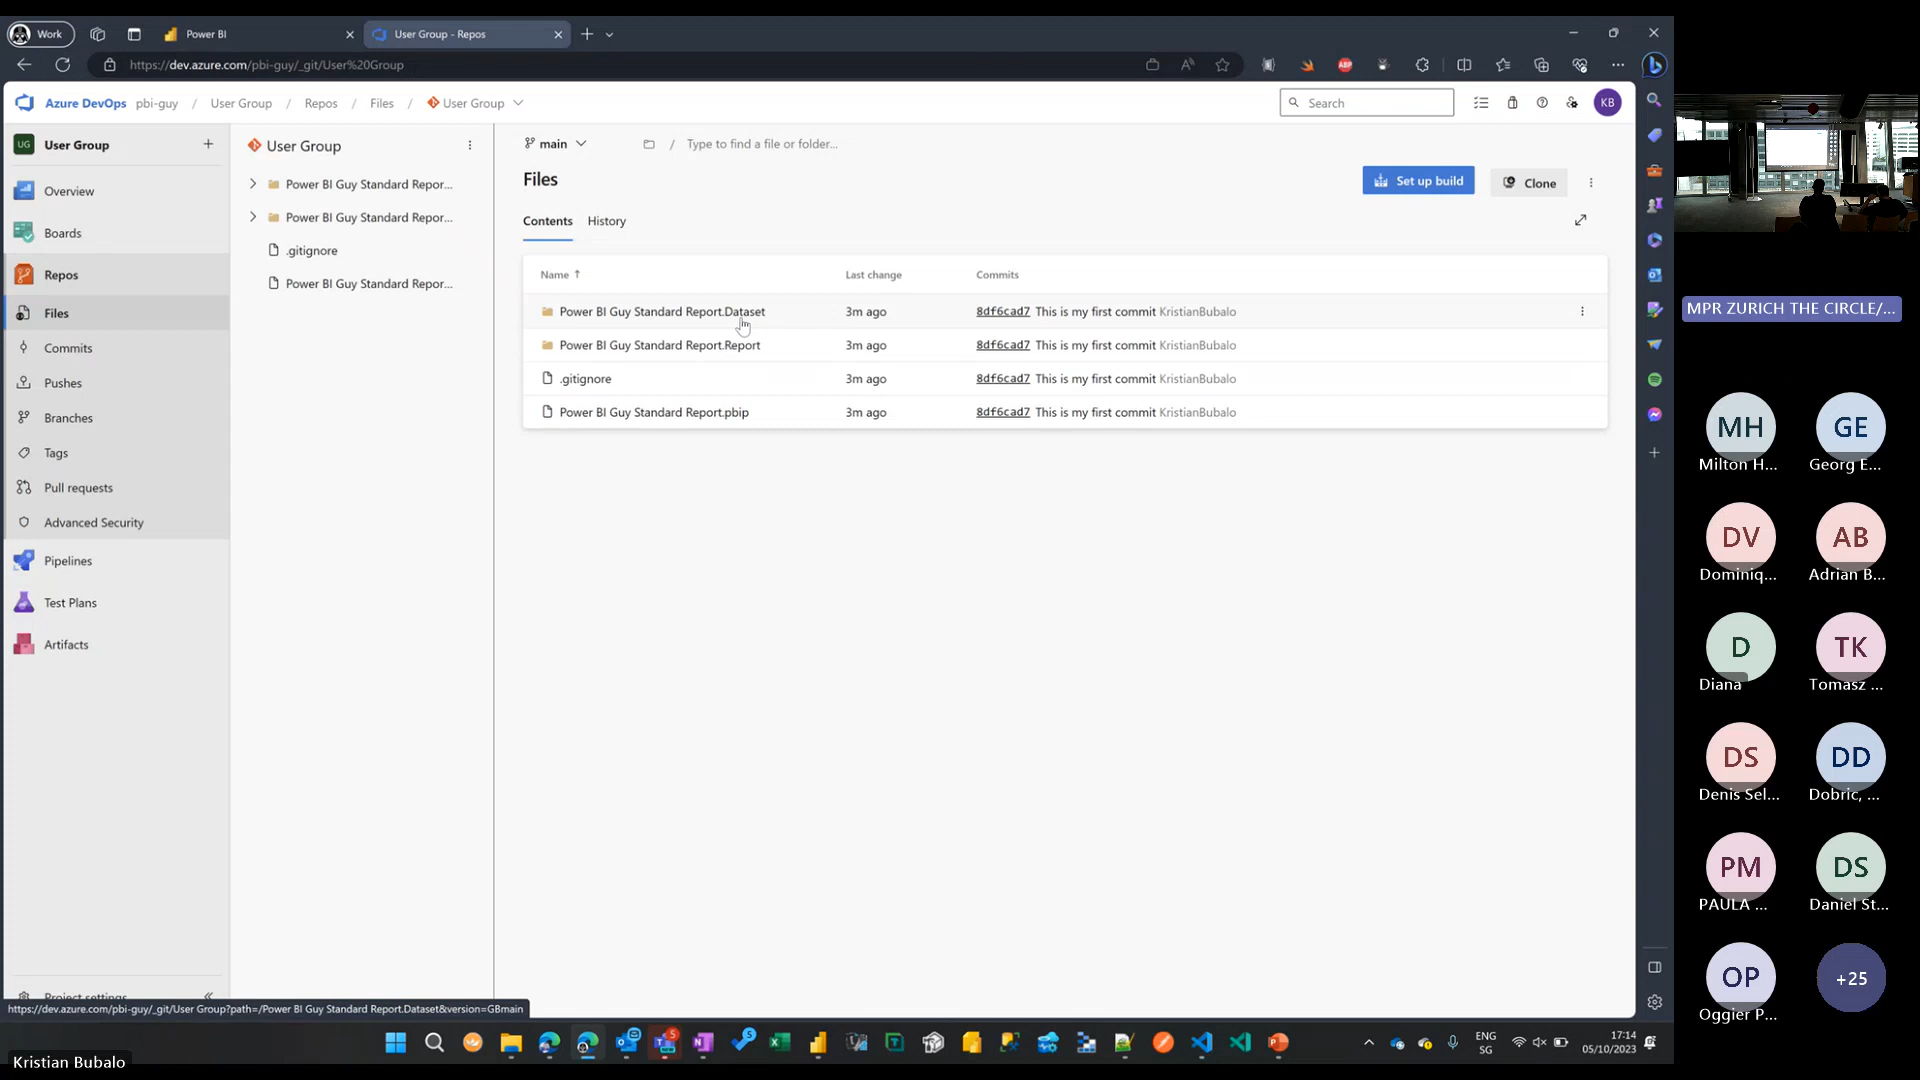 Work
Power BI
User Group - Repos
https://dev.azure.com/pbi-guy/_git/User%20Group
Azure DevOps pbi-guy / User Group / Repos / Files / User Group
Search
KB
UG User Group
Overview
Boards
Repos
Files
Commits
Pushes
Branches
Tags
Pull requests
Advanced Security
Pipelines
Test Plans
Artifacts
Project settings
User Group
Power BI Guy Standard Repor...
Power BI Guy Standard Repor...
.gitignore
Power BI Guy Standard Repor...
main / Type to find a file or folder...
Files
Set up build
Clone
Contents History
Name Last change Commits
Power BI Guy Standard Report.Dataset 3m ago 8df6cad7 This is my first commit KristianBubalo
Power BI Guy Standard Report.Report 3m ago 8df6cad7 This is my first commit KristianBubalo
.gitignore 3m ago 8df6cad7 This is my first commit KristianBubalo
Power BI Guy Standard Report.pbip 3m ago 8df6cad7 This is my first commit KristianBubalo
https://dev.azure.com/pbi-guy/_git/User Group?path=/Power BI Guy Standard Report.Dataset&version=GBmain
ENG
SG
17:14
05/10/2023
Kristian Bubalo
MPR ZURICH THE CIRCLE/...
MH
Milton H...
GE
Georg E...
DV
Dominiq...
AB
Adrian B...
D
Diana
TK
Tomasz ...
DS
Denis Sel...
DD
Dobric, ...
PM
PAULA ...
DS
Daniel St...
OP
Oggier P...
+25